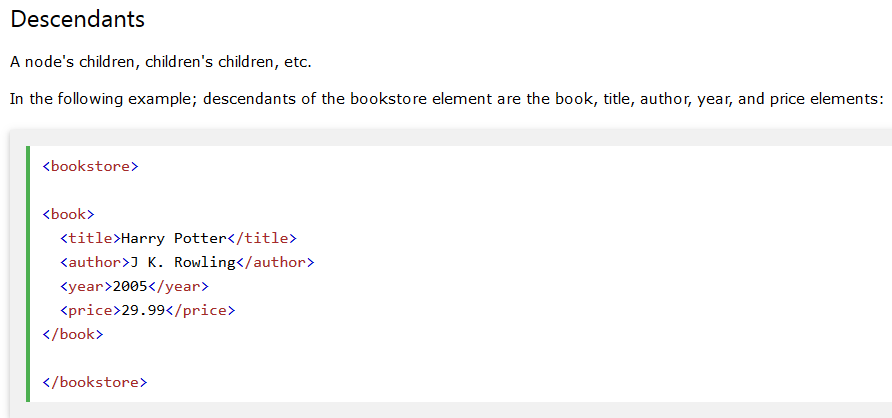 Descendants
A node's children, children's children, etc.
In the following example; descendants of the bookstore element are the book, title, author, year, and price elements:
<bookstore>
<book>
<title>Harry Potter</title>
<author>J K. Rowling</author>
<year>2005</year>
<price>29.99</price>
</book>
</bookstore>